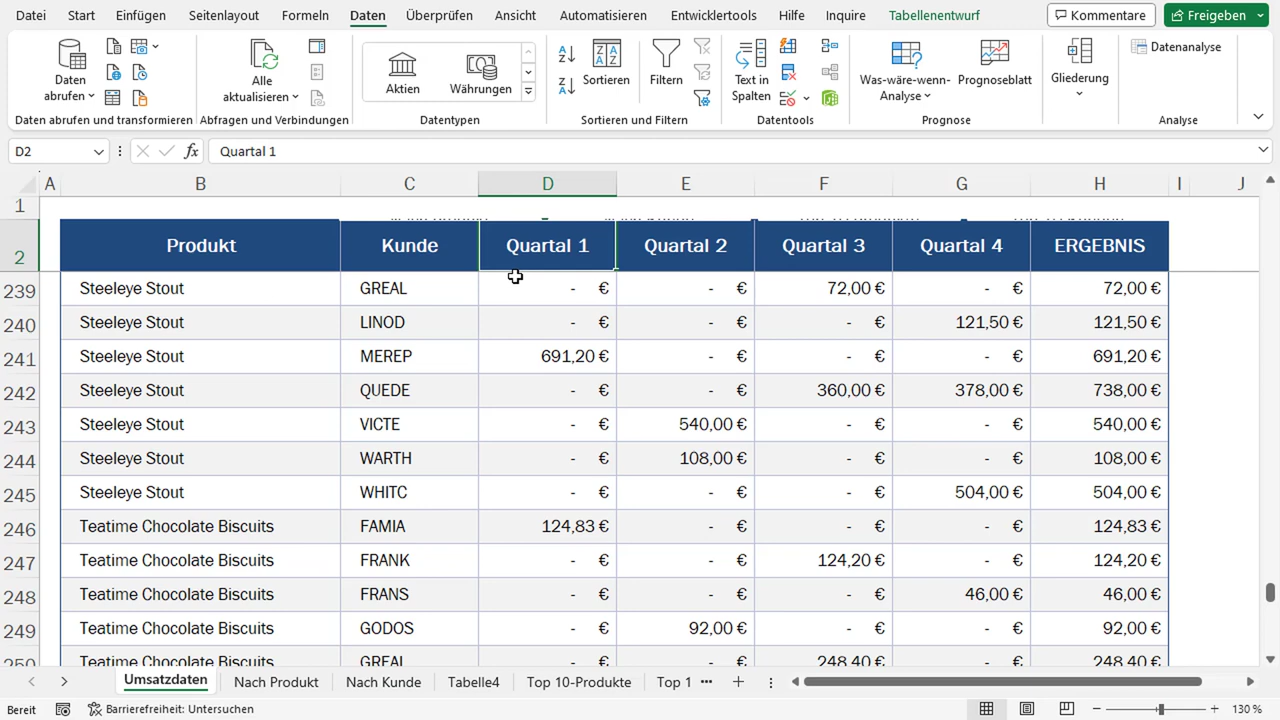 Datei Start Einfügen Seitenlayout Formeln Daten Überprüfen Ansicht Automatisieren Entwicklertools Hilfe Inquire Tabellenentwurf Kommentare Freigeben
Daten abrufen
Alle aktualisieren
Aktien Währungen
Sortieren
Filtern
Text in Spalten
Was-wäre-wenn-Analyse
Prognoseblatt
Gliederung
Datenanalyse
Daten abrufen und transformieren Abfragen und Verbindungen Datentypen Sortieren und Filtern Datentools Prognose Analyse
D2 fx Quartal 1
A B C D E F G H I J
1
2 Produkt Kunde Quartal 1 Quartal 2 Quartal 3 Quartal 4 ERGEBNIS
239 Steeleye Stout GREAL - € - € 72,00 € - € 72,00 €
240 Steeleye Stout LINOD - € - € - € 121,50 € 121,50 €
241 Steeleye Stout MEREP 691,20 € - € - € - € 691,20 €
242 Steeleye Stout QUEDE - € - € 360,00 € 378,00 € 738,00 €
243 Steeleye Stout VICTE - € 540,00 € - € - € 540,00 €
244 Steeleye Stout WARTH - € 108,00 € - € - € 108,00 €
245 Steeleye Stout WHITC - € - € - € 504,00 € 504,00 €
246 Teatime Chocolate Biscuits FAMIA 124,83 € - € - € - € 124,83 €
247 Teatime Chocolate Biscuits FRANK - € - € 124,20 € - € 124,20 €
248 Teatime Chocolate Biscuits FRANS - € - € - € 46,00 € 46,00 €
249 Teatime Chocolate Biscuits GODOS - € 92,00 € - € - € 92,00 €
250 Teatime Chocolate Biscuits GREAL - € - € 248,40 € - € 248,40 €
Umsatzdaten Nach Produkt Nach Kunde Tabelle4 Top 10-Produkte Top 1 ...
Bereit Barrierefreiheit: Untersuchen 130 %